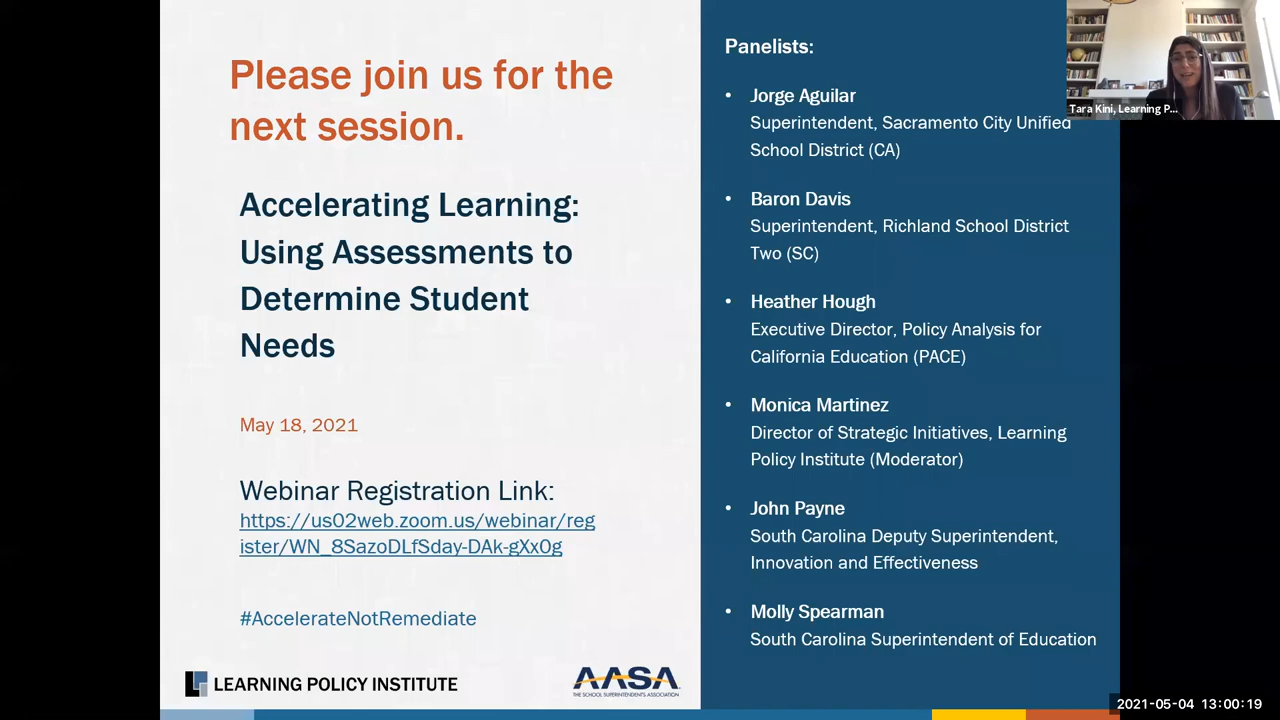 Please join us for the
next session.
Accelerating Learning:
Using Assessments to
Determine Student
Needs
May 18, 2021
Webinar Registration Link:
https://us02web.zoom.us/webinar/reg
ister/WN_8SazoDLfSday-DAk-gXx0g
#AccelerateNotRemediate
LEARNING POLICY INSTITUTE
AASA
THE SCHOOL SUPERINTENDENTS ASSOCIATION
Panelists:
• Jorge Aguilar
Superintendent, Sacramento City Unified
School District (CA)
• Baron Davis
Superintendent, Richland School District
Two (SC)
• Heather Hough
Executive Director, Policy Analysis for
California Education (PACE)
• Monica Martinez
Director of Strategic Initiatives, Learning
Policy Institute (Moderator)
• John Payne
South Carolina Deputy Superintendent,
Innovation and Effectiveness
• Molly Spearman
South Carolina Superintendent of Education
Tara Kini, Learning P...
2021-05-04 13:00:19